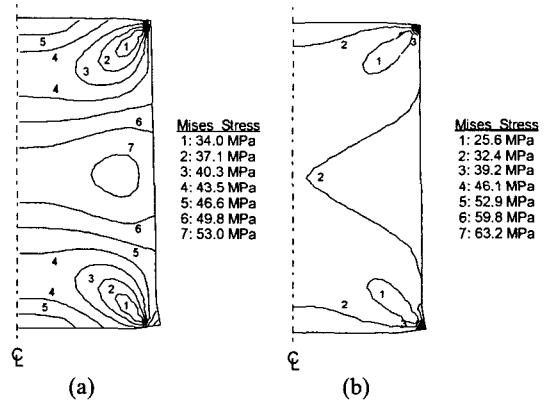 5
4
4
3
2
1
4
6
7
6
5
4
3
2
1
4
5
Mises Stress
1: 34.0 MPa
2: 37.1 MPa
3: 40.3 MPa
4: 43.5 MPa
5: 46.6 MPa
6: 49.8 MPa
7: 53.0 MPa
℄
(a)
2
3
1
2
1
2
3
Mises Stress
1: 25.6 MPa
2: 32.4 MPa
3: 39.2 MPa
4: 46.1 MPa
5: 52.9 MPa
6: 59.8 MPa
7: 63.2 MPa
℄
(b)